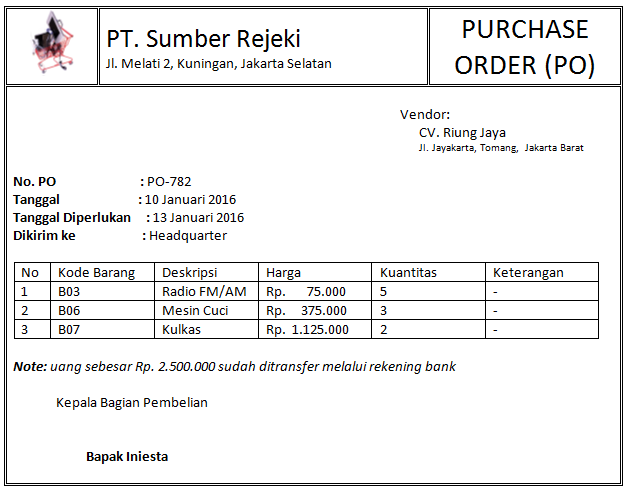 PT. Sumber Rejeki
Jl. Melati 2, Kuningan, Jakarta Selatan
PURCHASE
ORDER (PO)
Vendor:
CV. Riung Jaya
Jl. Jayakarta, Tomang, Jakarta Barat
No. PO : PO-782
Tanggal : 10 Januari 2016
Tanggal Diperlukan : 13 Januari 2016
Dikirim ke : Headquarter
No Kode Barang Deskripsi Harga Kuantitas Keterangan
1 B03 Radio FM/AM Rp. 75.000 5 -
2 B06 Mesin Cuci Rp. 375.000 3 -
3 B07 Kulkas Rp. 1.125.000 2 -
Note: uang sebesar Rp. 2.500.000 sudah ditransfer melalui rekening bank
Kepala Bagian Pembelian
Bapak Iniesta